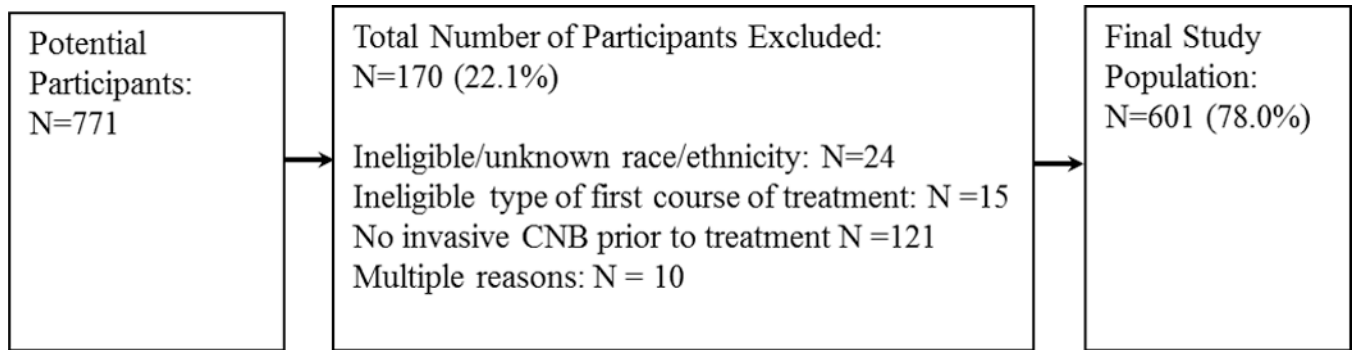 Potential
Participants:
N=771
Total Number of Participants Excluded:
N=170 (22.1%)
Ineligible/unknown race/ethnicity: N=24
Ineligible type of first course of treatment: N =15
No invasive CNB prior to treatment N =121
Multiple reasons: N = 10
Final Study
Population:
N=601 (78.0%)